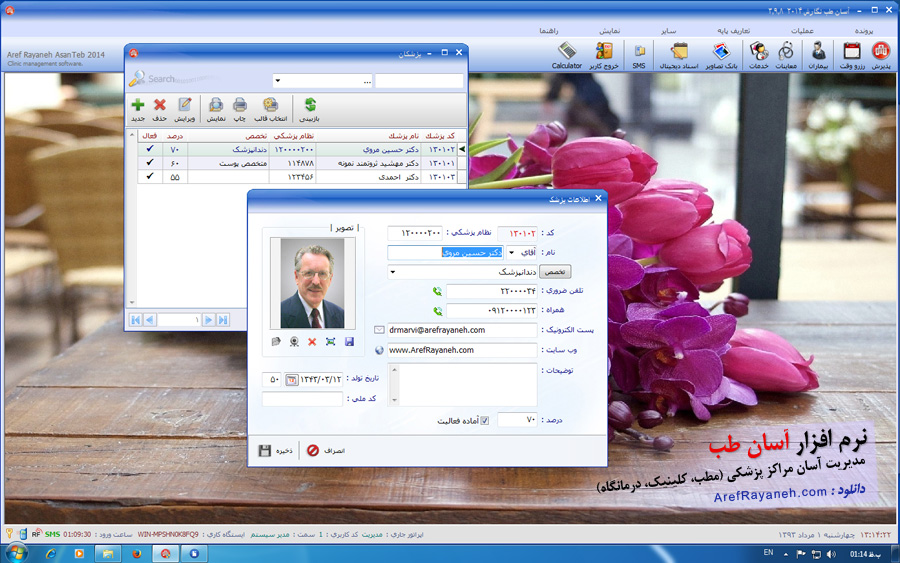 آسان طب نگارش ۲۰۱۴ ۳,۹,۸
پرونده عملیات تعاریف پایه سایر نمایش راهنما
Aref Rayaneh AsanTeb 2014
Clinic management software.
پذیرش رزرو وقت بیماران معاینات خدمات بانک تصاویر اسناد دیجیتال SMS خروج کاربر Calculator
پزشکان
Search
...
جدید حذف ویرایش نمایش چاپ انتخاب قالب بازبینی
کد پزشک نام پزشک نظام پزشکی تخصص درصد فعال
۱۳۰۱۰۲ دکتر حسین مروی ۱۲۰۰۰۰۲۰۰ دندانپزشک ۷۰
۱۳۰۱۰۱ دکتر مهشید ثروتمند نمونه ۱۱۴۸۷۸ متخصص پوست ۶۰
۱۳۰۱۰۳ دکتر احمدی ۱۲۳۴۵۶ ۵۵
۱
اطلاعات پزشک
کد : ۱۳۰۱۰۲ نظام پزشکی : ۱۲۰۰۰۰۲۰۰
تصویر
نام : آقای دکتر حسین مروی
تخصص دندانپزشک
تلفن ضروری : ۲۲۰۰۰۰۳۴
همراه : ۰۹۱۲۰۰۰۰۱۲۳
پست الکترونیک : drmarvi@arefrayaneh.com
وب سایت : www.ArefRayaneh.com
توضیحات :
تاریخ تولد : ۱۳۴۳/۰۳/۱۲ ۵۰
کد ملی :
درصد : ۷۰ آماده فعالیت
انصراف ذخیره
نرم افزار آسان طب
مدیریت آسان مراکز پزشکی (مطب، کلینیک، درمانگاه)
دانلود : ArefRayaneh.com
۱۳:۱۴:۲۲ چهارشنبه ۱ مرداد ۱۳۹۳
اپراتور جاری : مدیریت کد کاربری : 1 سمت : مدیر سیستم ایستگاه کاری : WIN-MPSHN0K8FQ9 ساعت ورود : 01:09:30 SMS RF
EN
01:14 ب.ظ